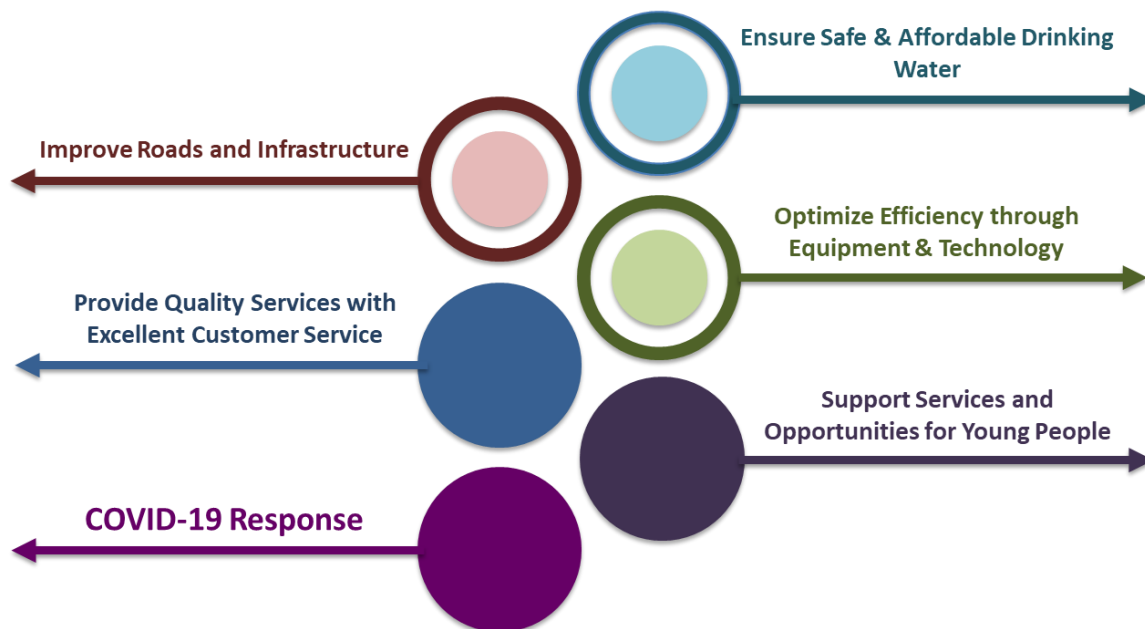 Ensure Safe & Affordable Drinking
Water
Improve Roads and Infrastructure
Optimize Efficiency through
Equipment & Technology
Provide Quality Services with
Excellent Customer Service
Support Services and
Opportunities for Young People
COVID-19 Response